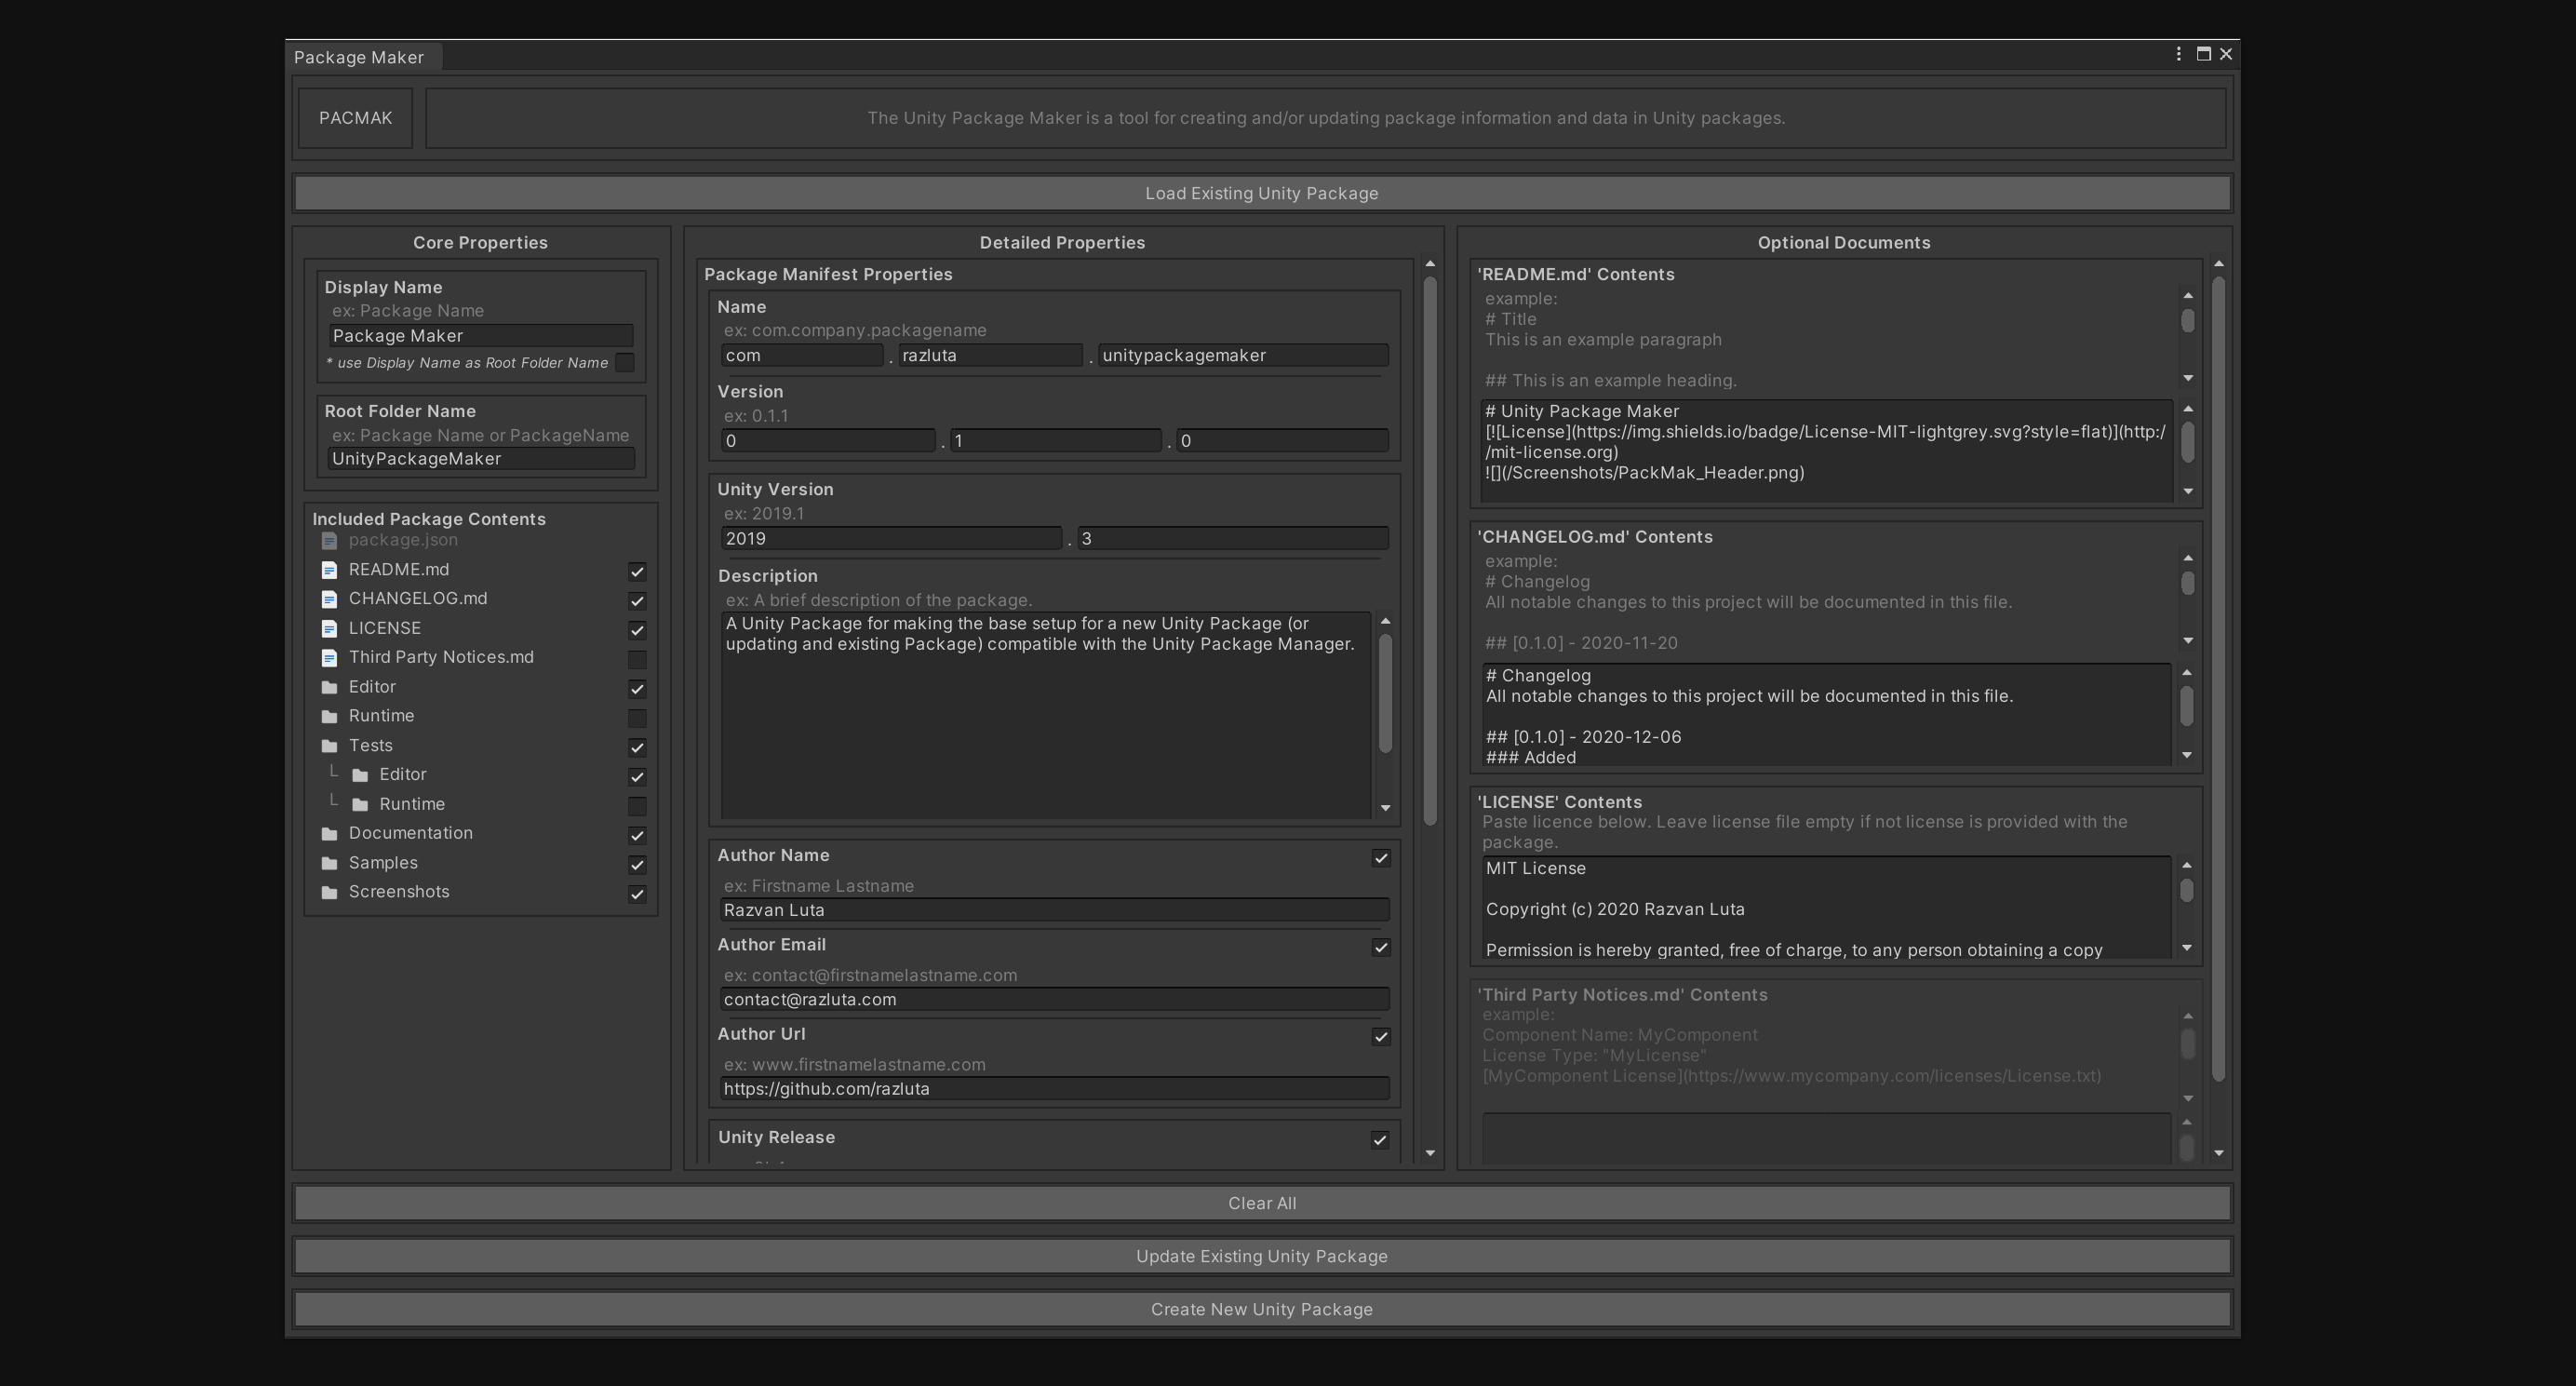 Package Maker
PACMAK
The Unity Package Maker is a tool for creating and/or updating package information and data in Unity packages.
Load Existing Unity Package
Core Properties
Display Name
ex: Package Name
Package Maker
* use Display Name as Root Folder Name
Root Folder Name
ex: Package Name or PackageName
UnityPackageMaker
Included Package Contents
package.json
README.md
CHANGELOG.md
LICENSE
Third Party Notices.md
Editor
Runtime
Tests
Editor
Runtime
Documentation
Samples
Screenshots
Detailed Properties
Package Manifest Properties
Name
ex: com.company.packagename
com . razluta . unitypackagemaker
Version
ex: 0.1.1
0 . 1 . 0
Unity Version
ex: 2019.1
2019 . 3
Description
ex: A brief description of the package.
A Unity Package for making the base setup for a new Unity Package (or
updating and existing Package) compatible with the Unity Package Manager.
Author Name
ex: Firstname Lastname
Razvan Luta
Author Email
ex: contact@firstnamelastname.com
contact@razluta.com
Author Url
ex: www.firstnamelastname.com
https://github.com/razluta
Unity Release
Optional Documents
'README.md' Contents
example:
# Title
This is an example paragraph
## This is an example heading.
# Unity Package Maker
[![License](https://img.shields.io/badge/License-MIT-lightgrey.svg?style=flat)](http:/
/mit-license.org)
![](/Screenshots/PackMak_Header.png)
'CHANGELOG.md' Contents
example:
# Changelog
All notable changes to this project will be documented in this file.
## [0.1.0] - 2020-11-20
# Changelog
All notable changes to this project will be documented in this file.
## [0.1.0] - 2020-12-06
### Added
'LICENSE' Contents
Paste licence below. Leave license file empty if not license is provided with the
package.
MIT License
Copyright (c) 2020 Razvan Luta
Permission is hereby granted, free of charge, to any person obtaining a copy
'Third Party Notices.md' Contents
example:
Component Name: MyComponent
License Type: "MyLicense"
[MyComponent License](https://www.mycompany.com/licenses/License.txt)
Clear All
Update Existing Unity Package
Create New Unity Package